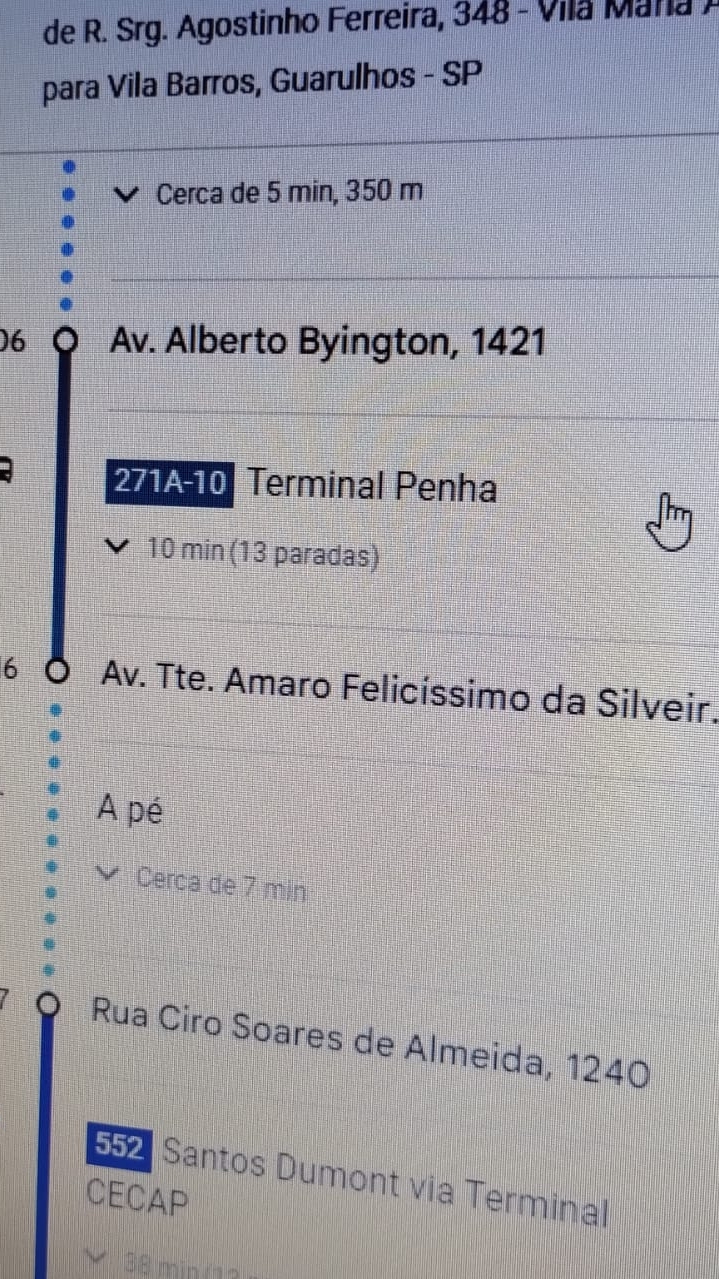 de R. Srg. Agostinho Ferreira, 348 - Vila Maria A
para Vila Barros, Guarulhos - SP
Cerca de 5 min, 350 m
06
Av. Alberto Byington, 1421
271A-10 Terminal Penha
10 min (13 paradas)
6
Av. Tte. Amaro Felicíssimo da Silveir.
A pé
Cerca de 7 min
7
Rua Ciro Soares de Almeida, 1240
552 Santos Dumont via Terminal
CECAP
38 min